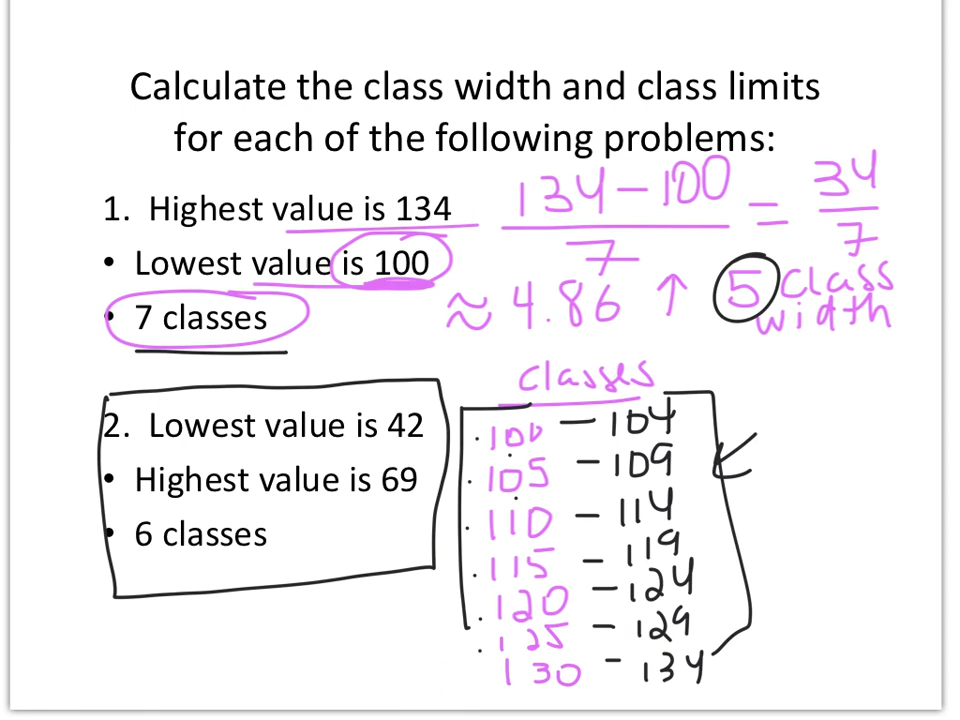 Calculate the class width and class limits
for each of the following problems:
1. Highest value is 134
• Lowest value is 100
• 7 classes
134 - 100 / 7 = 34 / 7
≈ 4.86 ↑ 5 class width
2. Lowest value is 42
• Highest value is 69
• 6 classes
classes
100 - 104
105 - 109
110 - 114
115 - 119
120 - 124
125 - 129
130 - 134